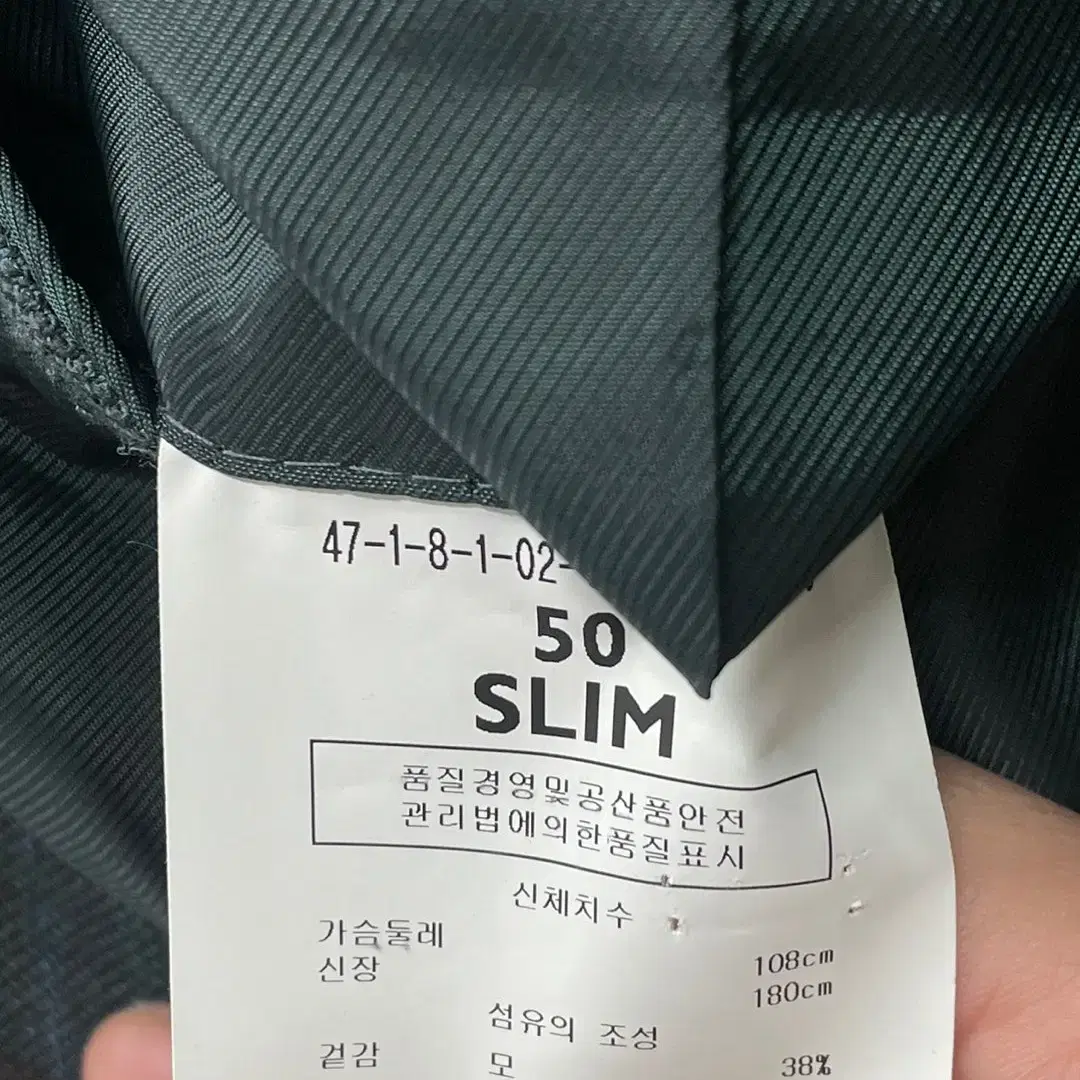 47-1-8-1-02-
50
SLIM
품질경영및공산품안전
관리법에의한품질표시
신체치수
가슴둘레 108cm
신장 180cm
섬유의 조성
겉감 모 38%